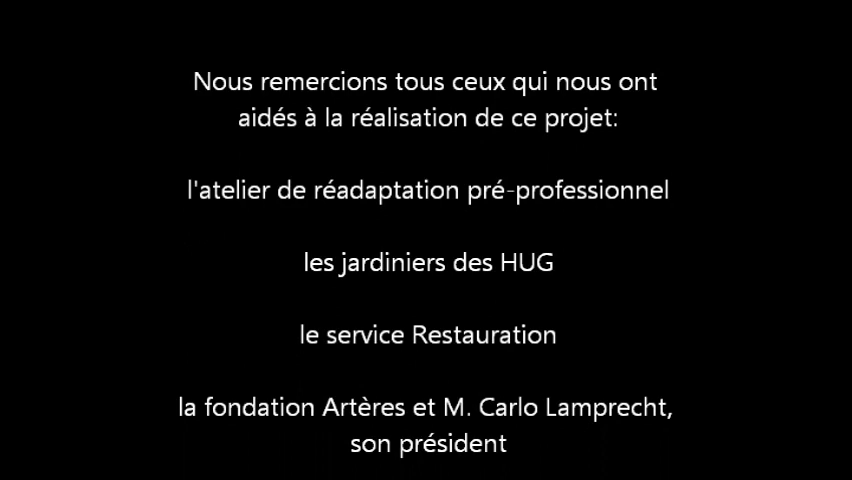 Nous remercions tous ceux qui nous ont
aidés à la réalisation de ce projet:
l'atelier de réadaptation pré-professionnel
les jardiniers des HUG
le service Restauration
la fondation Artères et M. Carlo Lamprecht,
son président